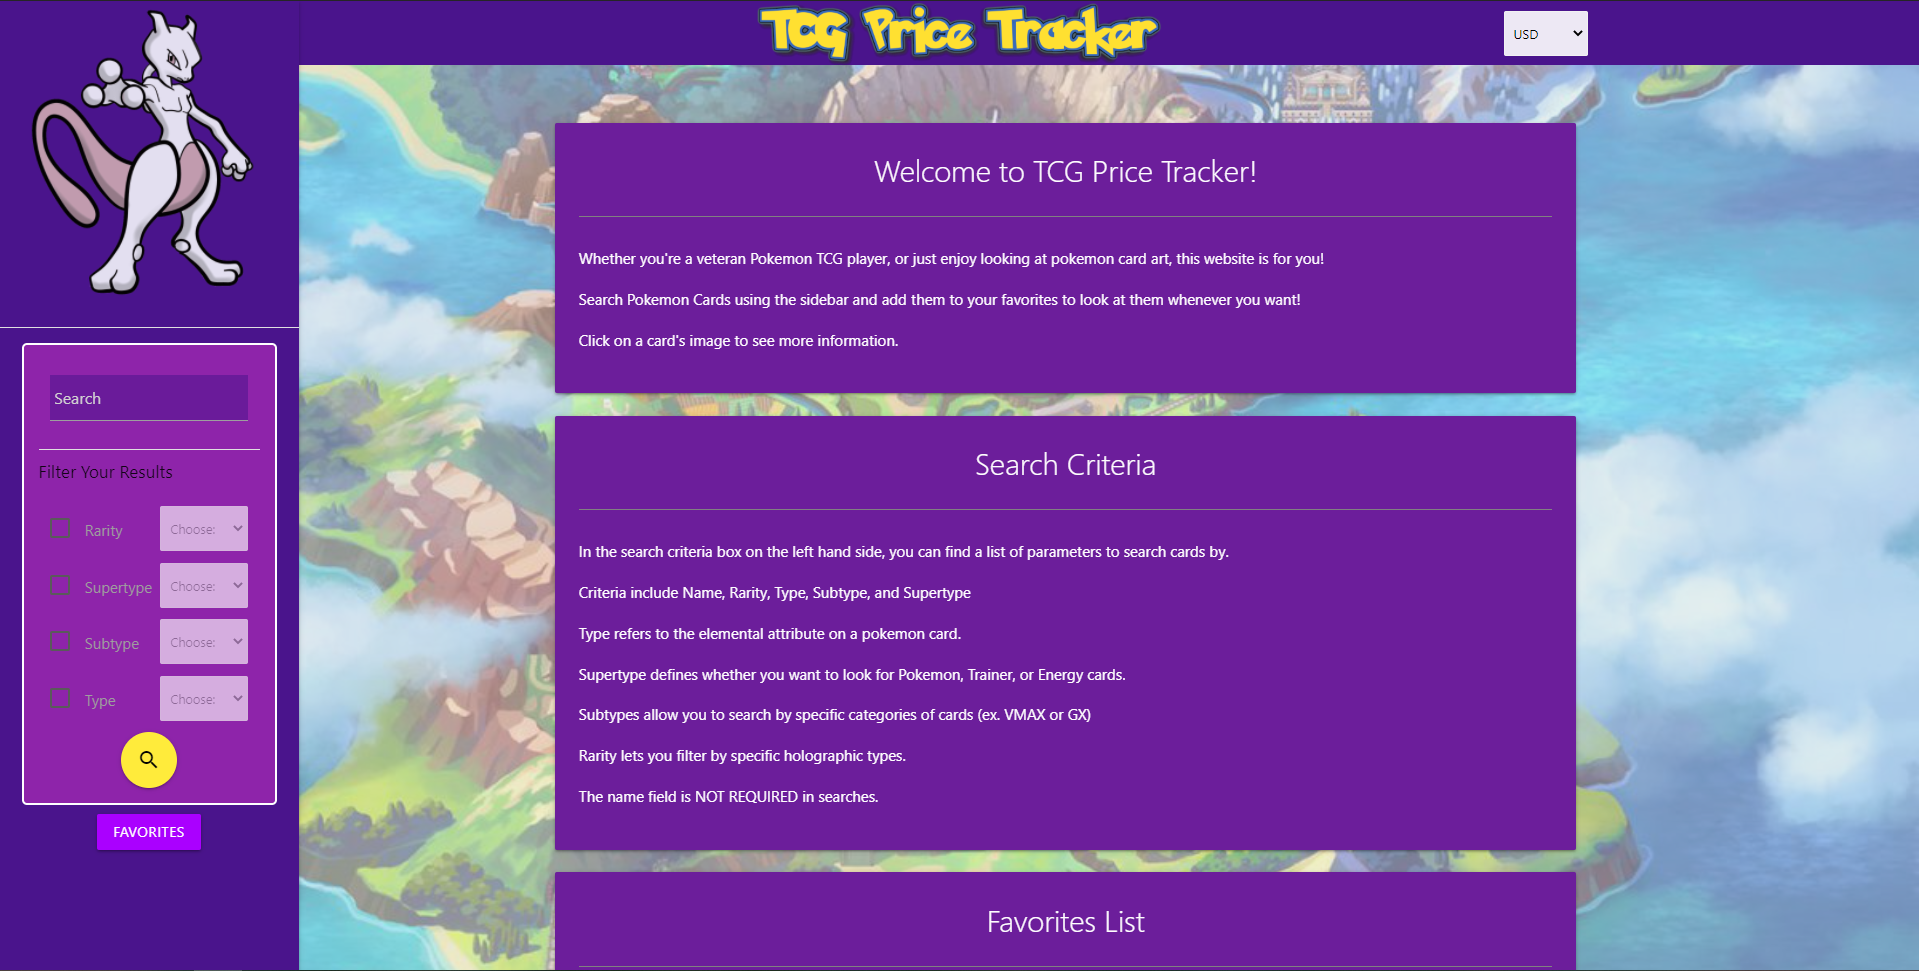 TCG Price Tracker
USD
Search
Filter Your Results
Rarity Choose:
Supertype Choose:
Subtype Choose:
Type Choose:
FAVORITES
Welcome to TCG Price Tracker!
Whether you're a veteran Pokemon TCG player, or just enjoy looking at pokemon card art, this website is for you!
Search Pokemon Cards using the sidebar and add them to your favorites to look at them whenever you want!
Click on a card's image to see more information.
Search Criteria
In the search criteria box on the left hand side, you can find a list of parameters to search cards by.
Criteria include Name, Rarity, Type, Subtype, and Supertype
Type refers to the elemental attribute on a pokemon card.
Supertype defines whether you want to look for Pokemon, Trainer, or Energy cards.
Subtypes allow you to search by specific categories of cards (ex. VMAX or GX)
Rarity lets you filter by specific holographic types.
The name field is NOT REQUIRED in searches.
Favorites List